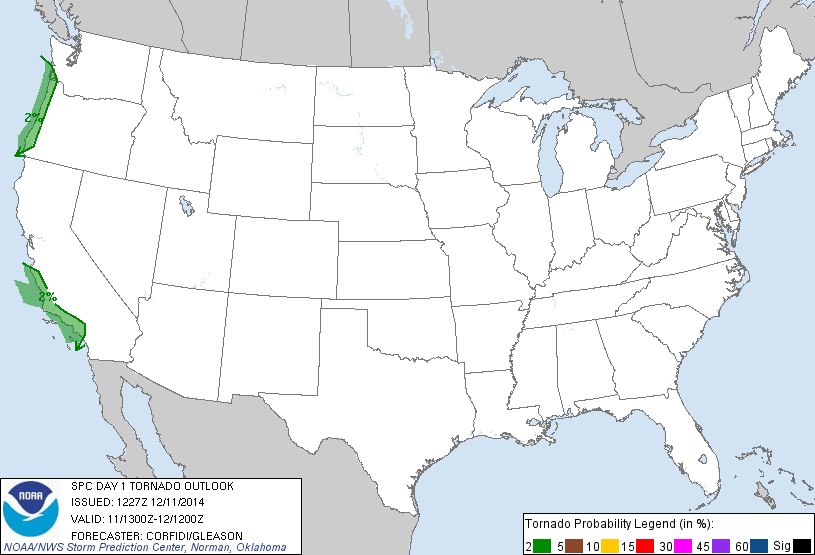 2%
2%
NOAA
SPC DAY 1 TORNADO OUTLOOK
ISSUED: 1227Z 12/11/2014
VALID: 11/1300Z-12/1200Z
FORECASTER: CORFIDI/GLEASON
NOAA/NWS Storm Prediction Center, Norman, Oklahoma
Tornado Probability Legend (in %):
2 5 10 15 30 45 60 Sig